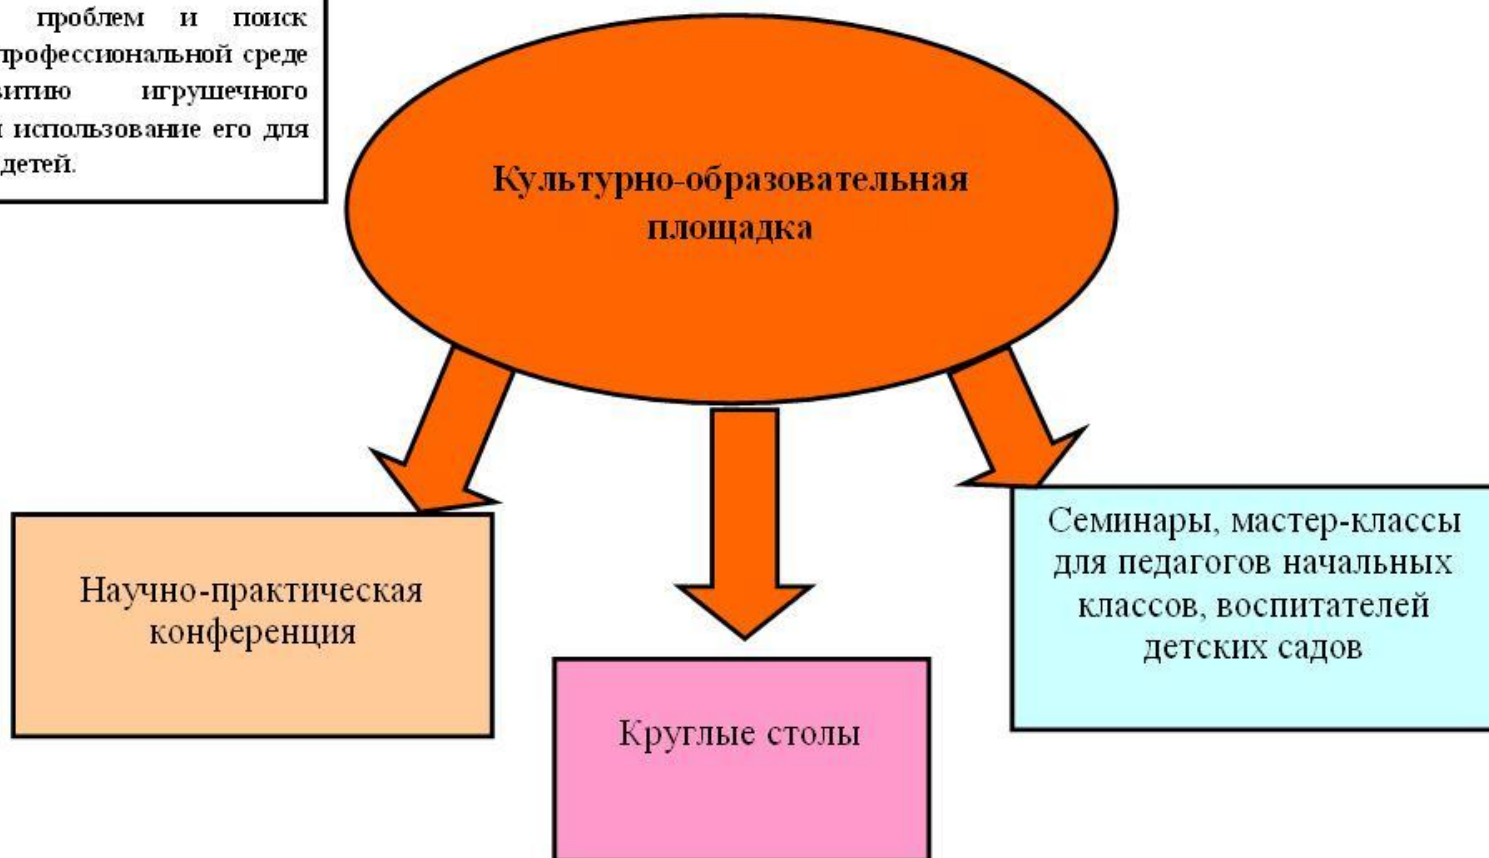 проблем и поиск
профессиональной среде
игрушечного
использование его для
детей.
Культурно-образовательная
площадка
Научно-практическая
конференция
Круглые столы
Семинары, мастер-классы
для педагогов начальных
классов, воспитателей
детских садов